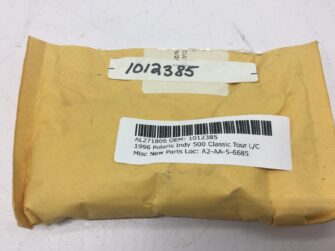 1012385
AL271806 OEM: 1012385
1996 Polaris Indy 500 Classic Tour L/C
Misc New Parts Loc: A2-AA-5-6685